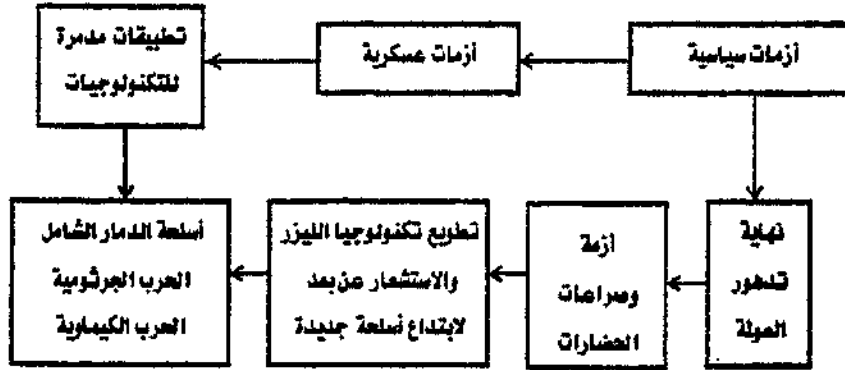 أزمات سياسية
أزمات عسكرية
تطبيقات مدمرة
للتكنولوجيات
نهاية
تدهور
الدولة
أزمة
وصراعات
الحضارات
تطويع تكنولوجيا الليزر
والاستشعار عن بعد
لابتداع أسلحة جديدة
أسلحة الدمار الشامل
الحرب الجرثومية
الحرب الكيماوية